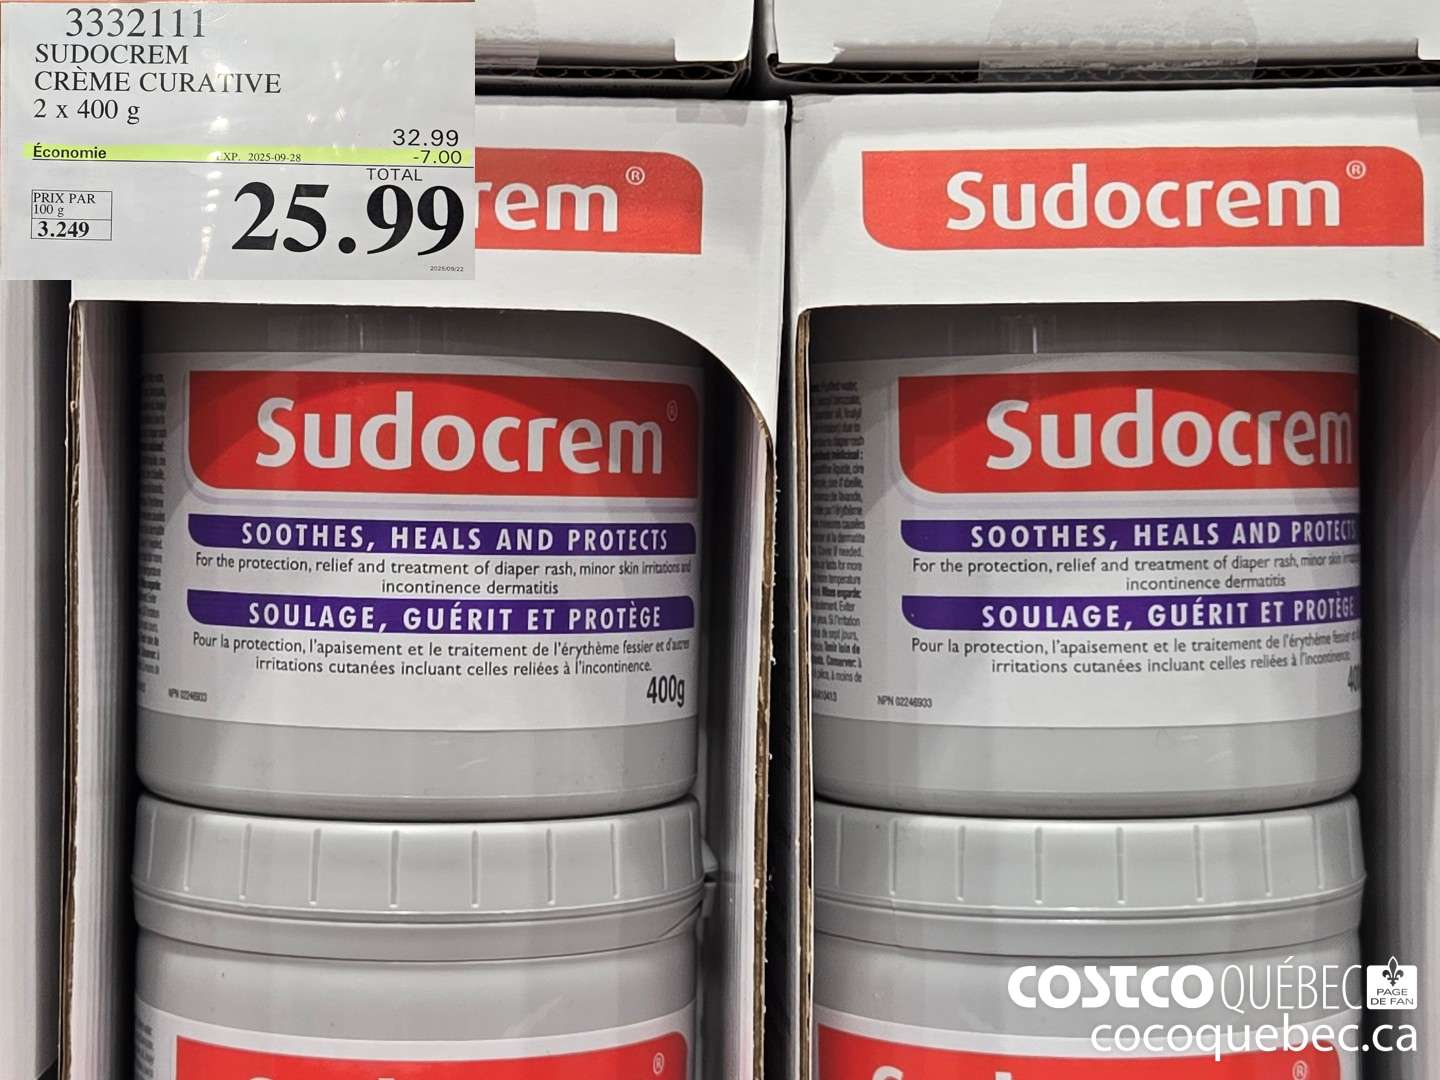 3332111
SUDOCREM
CRÈME CURATIVE
2 x 400 g
32.99
Économie EXP. 2025-09-28 -7.00
TOTAL
25.99
PRIX PAR
100 g
3.249
2025/09/22
rem®
Sudocrem®
Sudocrem®
SOOTHES, HEALS AND PROTECTS
For the protection, relief and treatment of diaper rash, minor skin irritations and
incontinence dermatitis
SOULAGE, GUÉRIT ET PROTÈGE
Pour la protection, l'apaisement et le traitement de l'érythème fessier et d'autres
irritations cutanées incluant celles reliées à l'incontinence.
400g
NPN 02246933
Sudocrem
SOOTHES, HEALS AND PROTECTS
For the protection, relief and treatment of diaper rash, minor skin
incontinence dermatitis
SOULAGE, GUÉRIT ET PROTÈGE
Pour la protection, l'apaisement et le traitement de l'érythème fessier
irritations cutanées incluant celles reliées à l'incontinence.
NPN 02246933
COSTCO QUÉBEC
PAGE
DE FAN
cocoquebec.ca